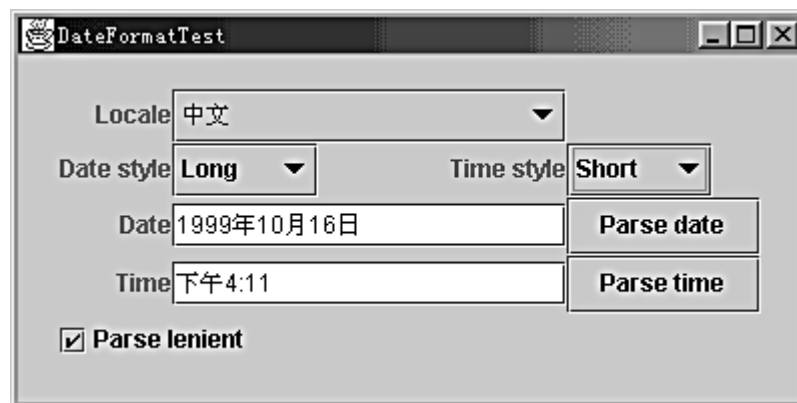 DateFormatTest
Locale 中文
Date style Long Time style Short
Date 1999年10月16日 Parse date
Time 下午4:11 Parse time
Parse lenient